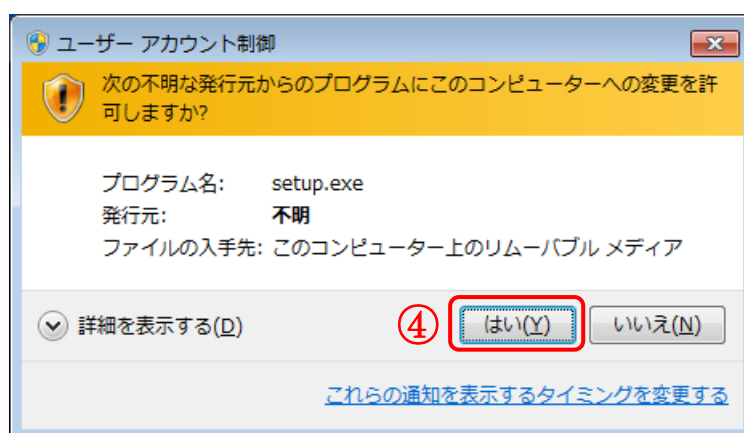 ユーザー アカウント制御
次の不明な発行元からのプログラムにこのコンピューターへの変更を許
可しますか?
プログラム名: setup.exe
発行元: 不明
ファイルの入手先: このコンピューター上のリムーバブル メディア
詳細を表示する(D) ④ はい(Y) いいえ(N)
これらの通知を表示するタイミングを変更する